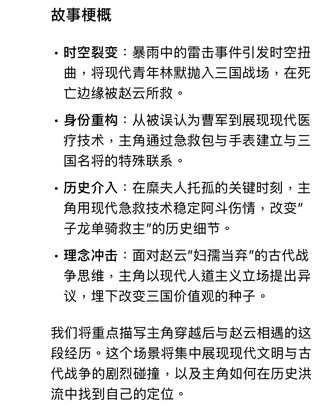 故事梗概
• 时空裂变：暴雨中的雷击事件引发时空扭
曲，将现代青年林默抛入三国战场，在死
亡边缘被赵云所救。
• 身份重构：从被误认为曹军到展现现代医
疗技术，主角通过急救包与手表建立与三
国名将的特殊联系。
• 历史介入：在糜夫人托孤的关键时刻，主
角用现代急救技术稳定阿斗伤情，改变"
子龙单骑救主"的历史细节。
• 理念冲击：面对赵云"妇孺当弃"的古代战
争思维，主角以现代人道主义立场提出异
议，埋下改变三国价值观的种子。
我们将重点描写主角穿越后与赵云相遇的这
段经历。这个场景将集中展现现代文明与古
代战争的剧烈碰撞，以及主角如何在历史洪
流中找到自己的定位。